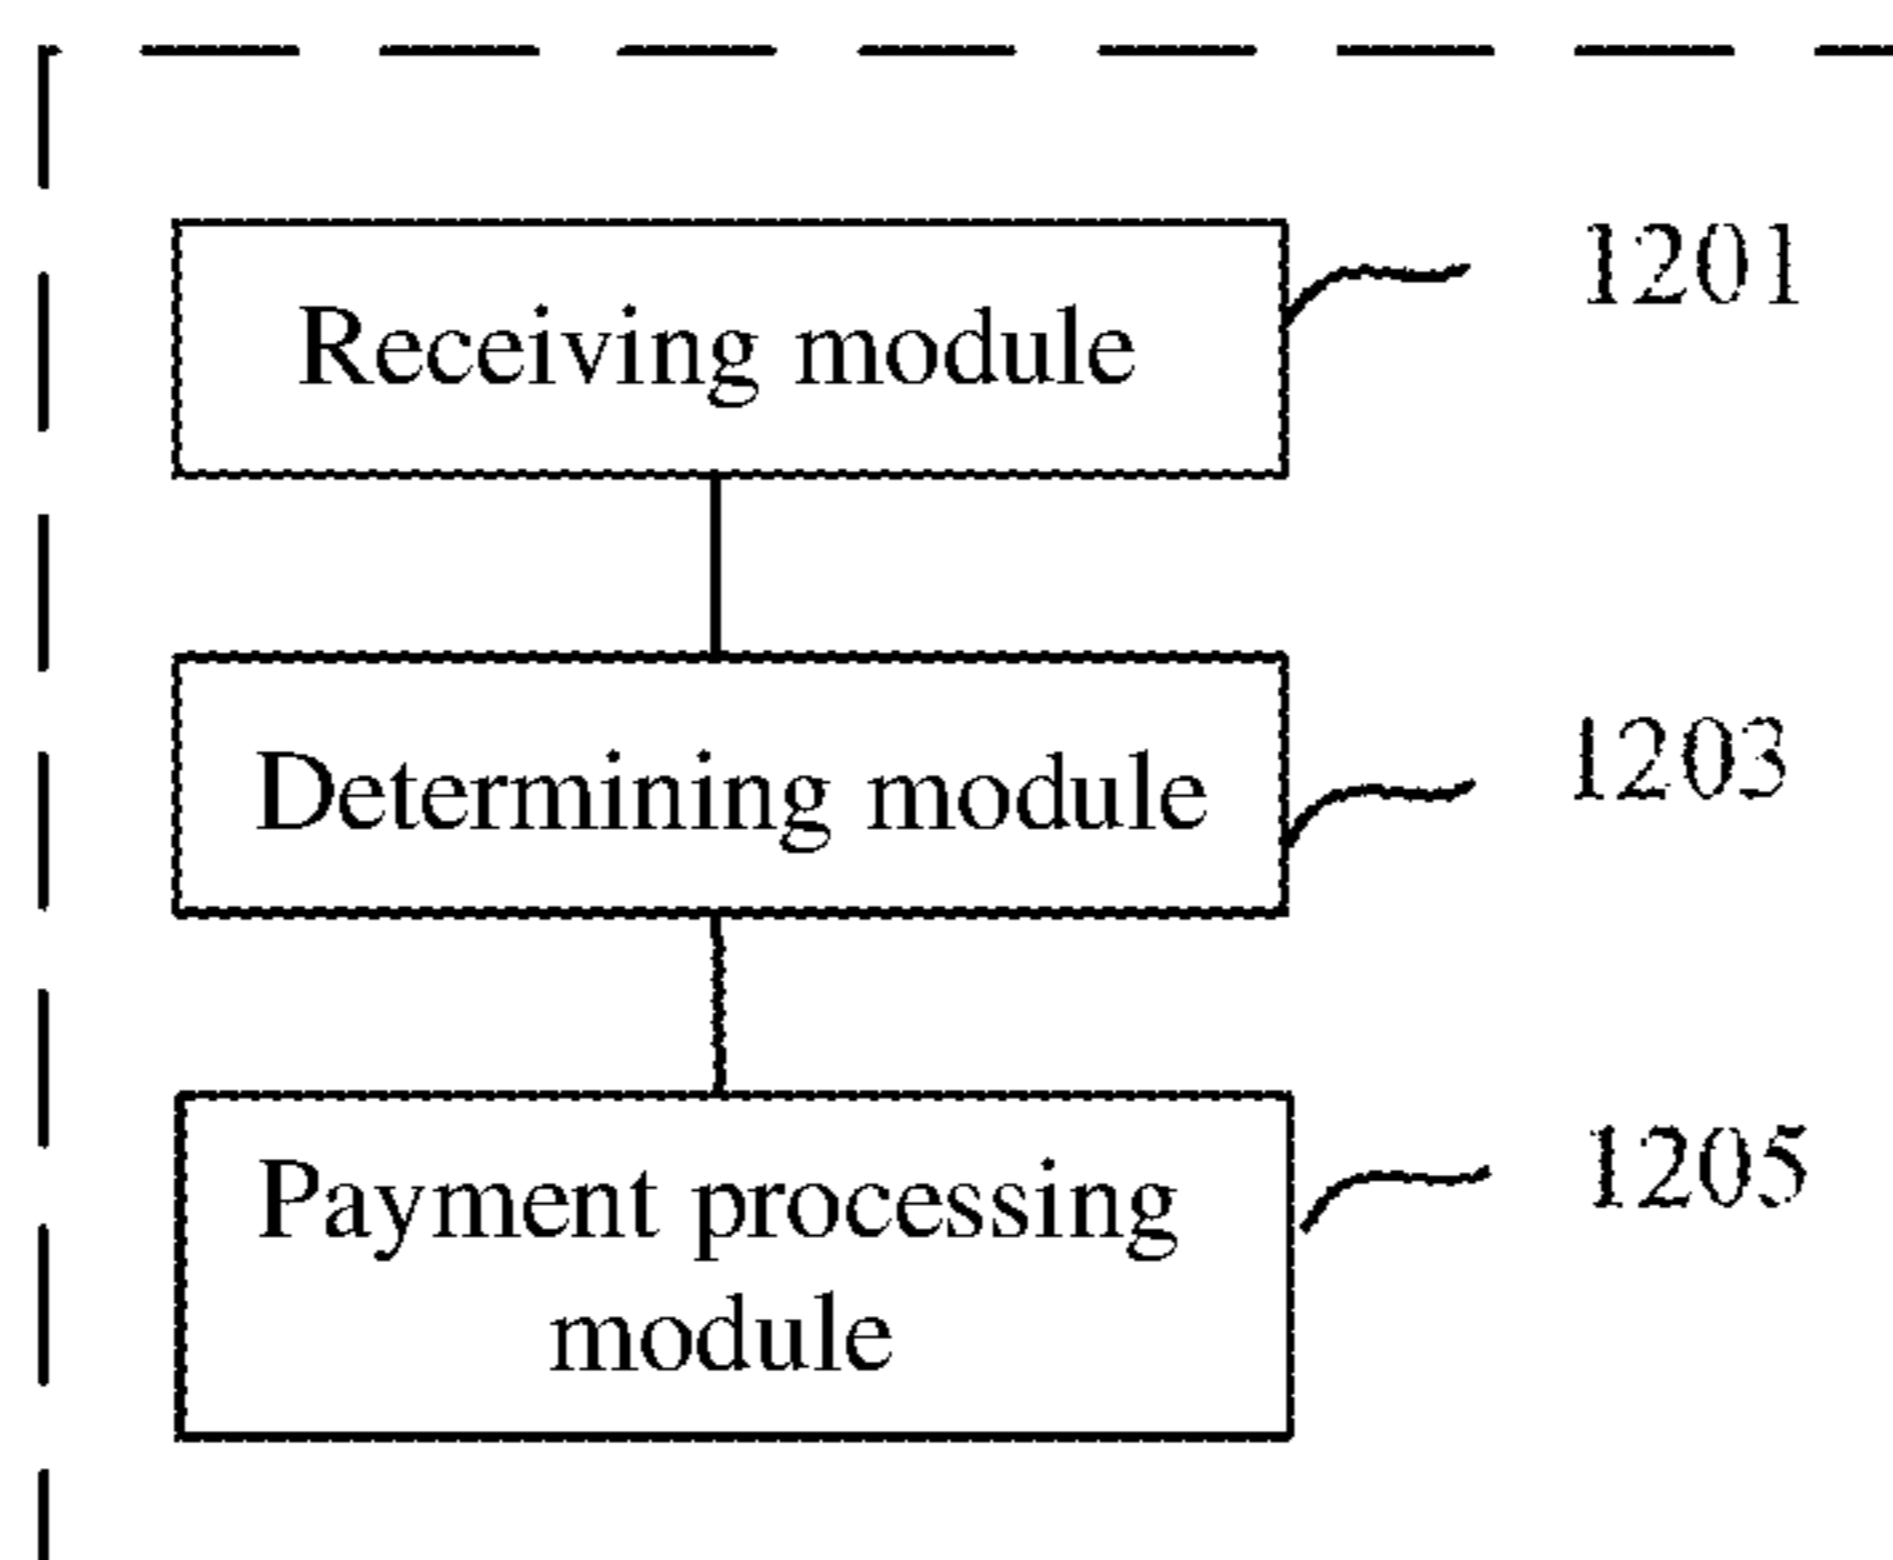 Receiving module
1201
Determining module
1203
Payment processing
module
1205